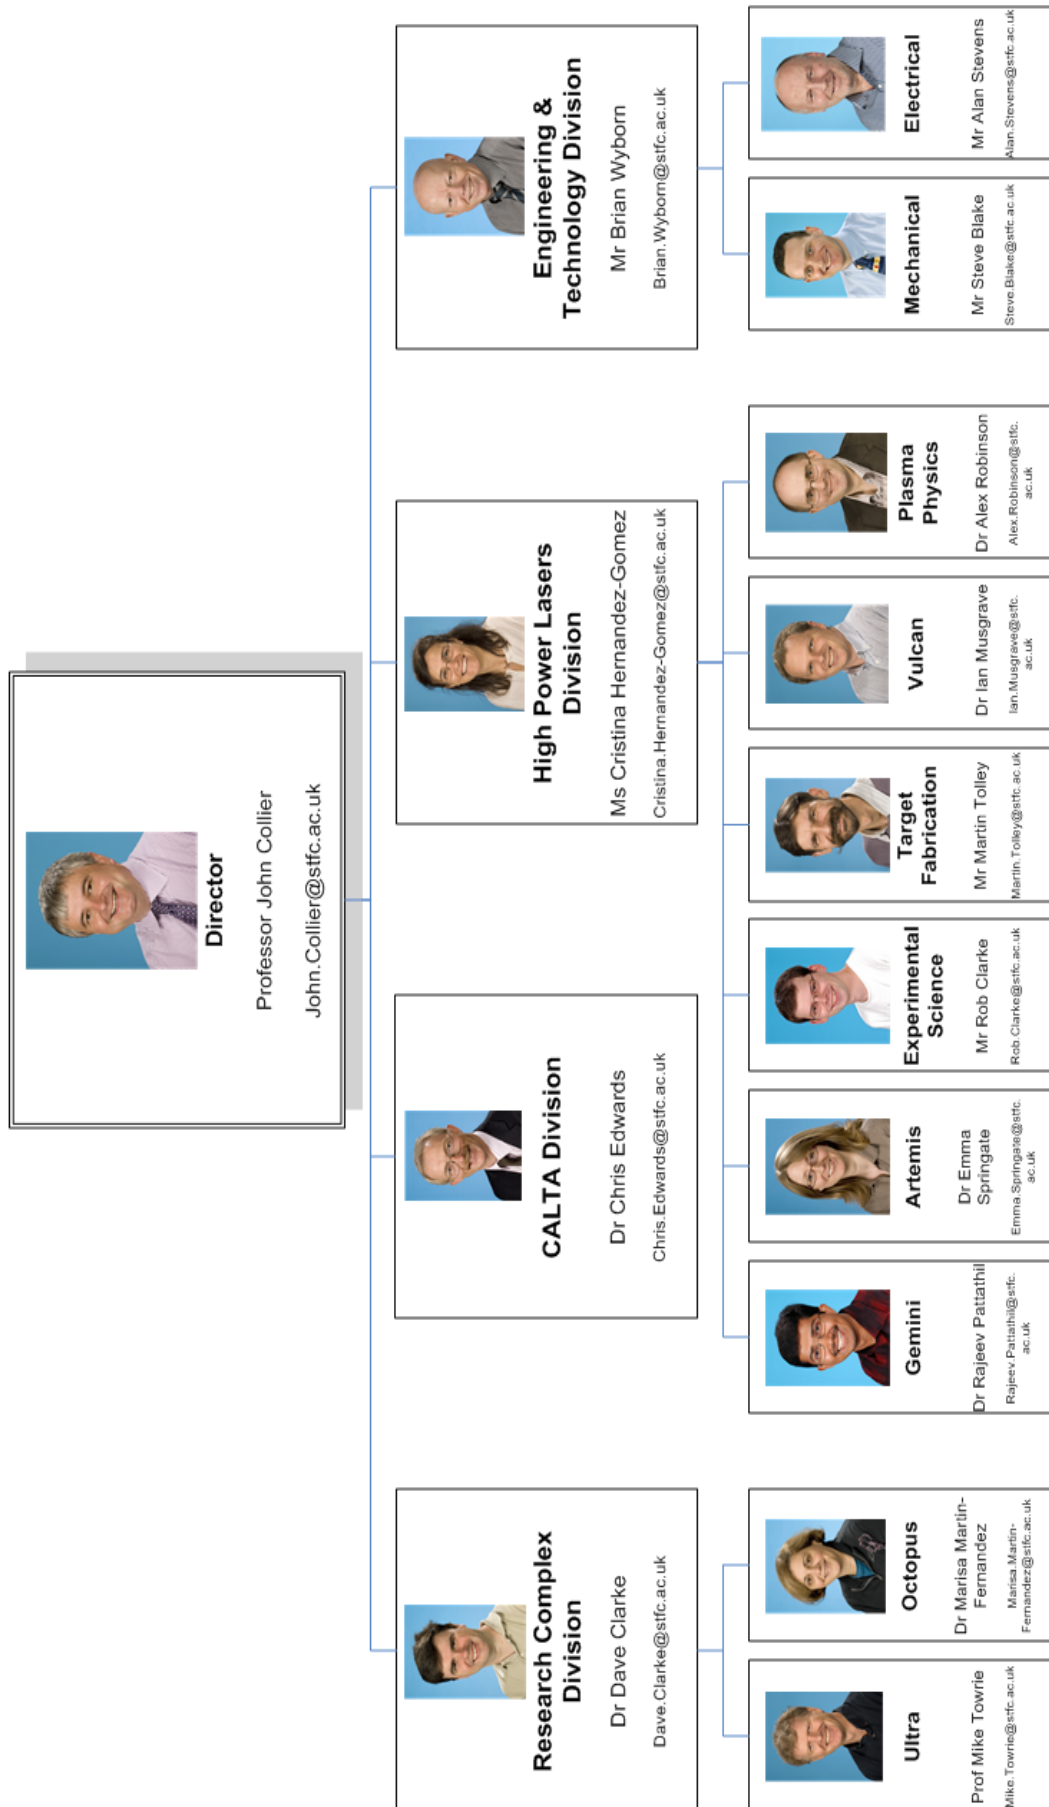 Director
Professor John Collier
John.Collier@stfc.ac.uk
Research Complex
Division
Dr Dave Clarke
Dave.Clarke@stfc.ac.uk
CALTA Division
Dr Chris Edwards
Chris.Edwards@stfc.ac.uk
High Power Lasers
Division
Ms Cristina Hernandez-Gomez
Cristina.Hernandez-Gomez@stfc.ac.uk
Engineering &
Technology Division
Mr Brian Wyborn
Brian.Wyborn@stfc.ac.uk
Ultra
Prof Mike Towrie
Mike.Towrie@stfc.ac.uk
Octopus
Dr Marisa Martin-
Fernandez
Marisa.Martin-
Fernandez@stfc.ac.uk
Gemini
Dr Rajeev Pattathil
Rajeev.Pattathil@stfc.
ac.uk
Artemis
Dr Emma
Springate
Emma.Springate@stfc.
ac.uk
Experimental
Science
Mr Rob Clarke
Rob.Clarke@stfc.ac.uk
Target
Fabrication
Mr Martin Tolley
Martin.Tolley@stfc.ac.uk
Vulcan
Dr Ian Musgrave
Ian.Musgrave@stfc.
ac.uk
Plasma
Physics
Dr Alex Robinson
Alex.Robinson@stfc.
ac.uk
Mechanical
Mr Steve Blake
Steve.Blake@stfc.ac.uk
Electrical
Mr Alan Stevens
Alan.Stevens@stfc.ac.uk